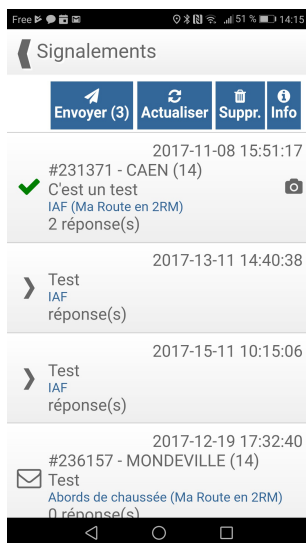 Free 51 % 14:15
Signalements
Envoyer (3) Actualiser Suppr. Info
2017-11-08 15:51:17
#231371 - CAEN (14)
C'est un test
IAF (Ma Route en 2RM)
2 réponse(s)
2017-13-11 14:40:38
Test
IAF
réponse(s)
2017-15-11 10:15:06
Test
IAF
réponse(s)
2017-12-19 17:32:40
#236157 - MONDEVILLE (14)
Test
Abords de chaussée (Ma Route en 2RM)
0 réponse(s)